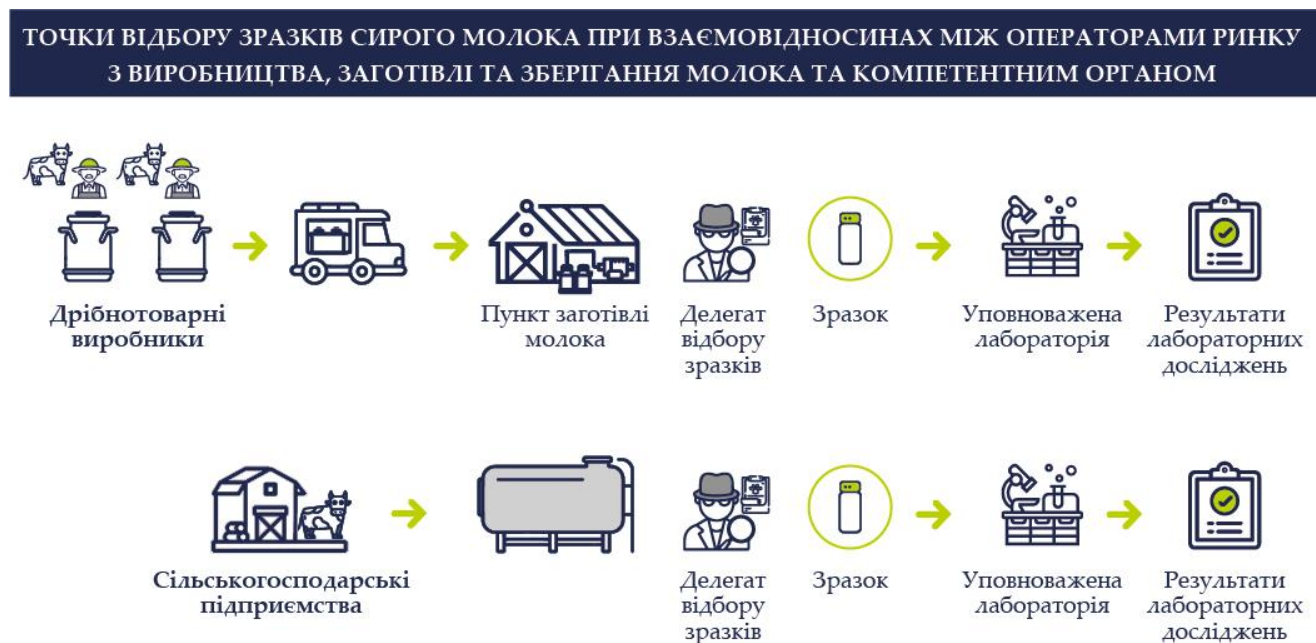 ТОЧКИ ВІДБОРУ ЗРАЗКІВ СИРОГО МОЛОКА ПРИ ВЗАЄМОВІДНОСИНАХ МІЖ ОПЕРАТОРАМИ РИНКУ
З ВИРОБНИЦТВА, ЗАГОТІВЛІ ТА ЗБЕРІГАННЯ МОЛОКА ТА КОМПЕТЕНТНИМ ОРГАНОМ
Дрібнотоварні
виробники
Пункт заготівлі
молока
Делегат
відбору
зразків
Зразок
Уповноважена
лабораторія
Результати
лабораторних
досліджень
Сільськогосподарські
підприємства
Делегат
відбору
зразків
Зразок
Уповноважена
лабораторія
Результати
лабораторних
досліджень